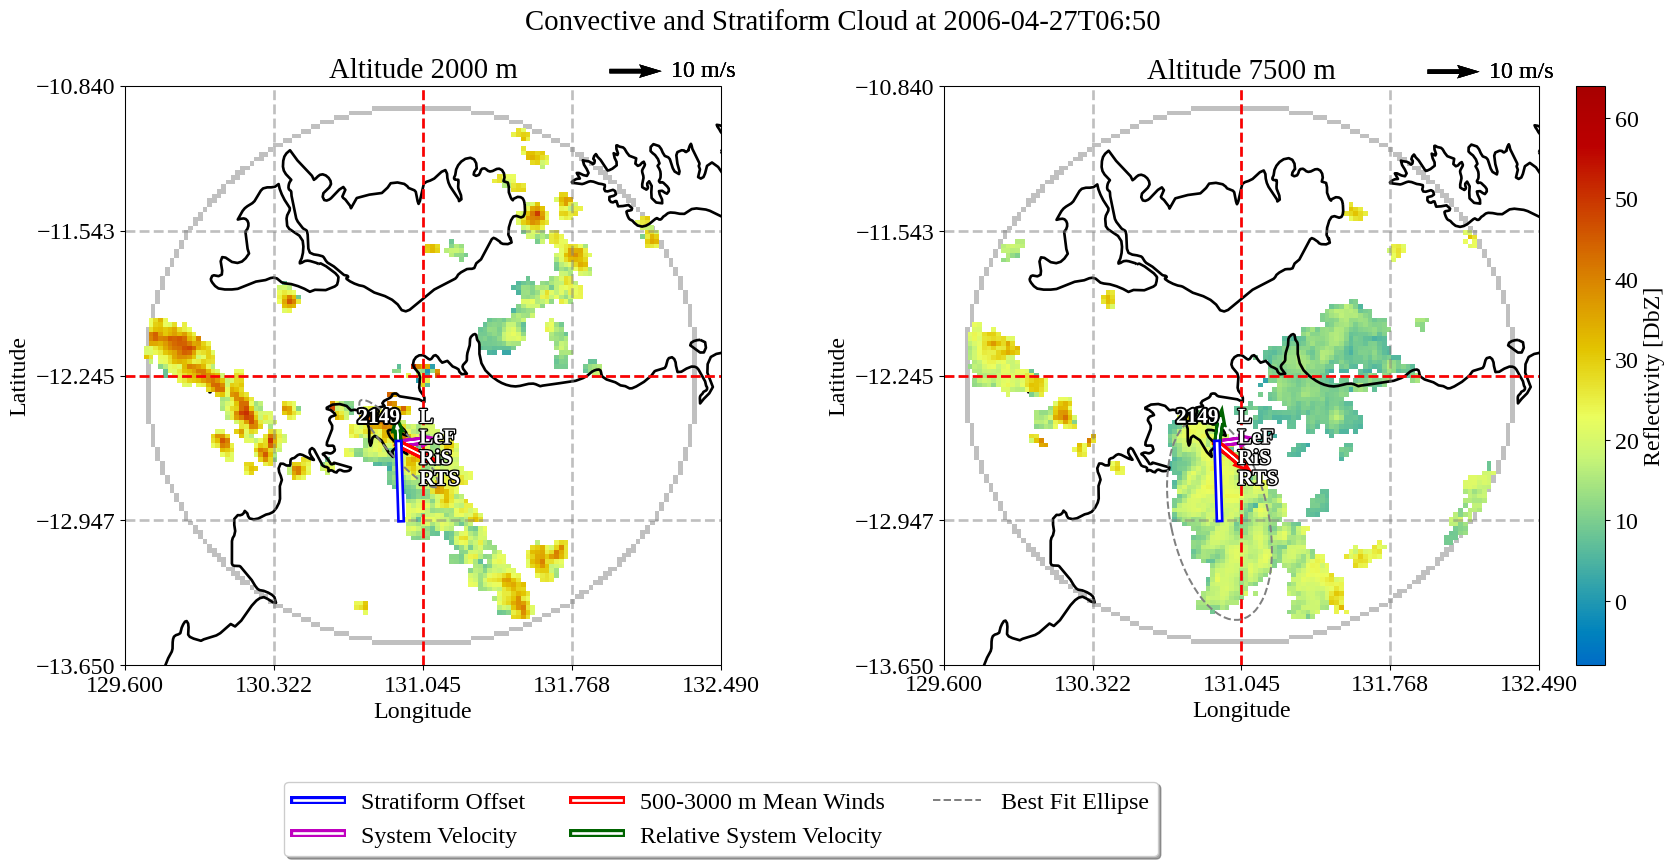 Convective and Stratiform Cloud at 2006-04-27T06:50
Altitude 2000 m
10 m/s
−10.840
−11.543
−12.245
−12.947
−13.650
129.600
130.322
131.045
131.768
132.490
Latitude
Longitude
2149
L
LeF
RiS
RTS
Altitude 7500 m
10 m/s
−10.840
−11.543
−12.245
−12.947
−13.650
129.600
130.322
131.045
131.768
132.490
Latitude
Longitude
2149
L
LeF
RiS
RTS
60
50
40
30
20
10
0
Reflectivity [DbZ]
Stratiform Offset
System Velocity
500-3000 m Mean Winds
Relative System Velocity
Best Fit Ellipse